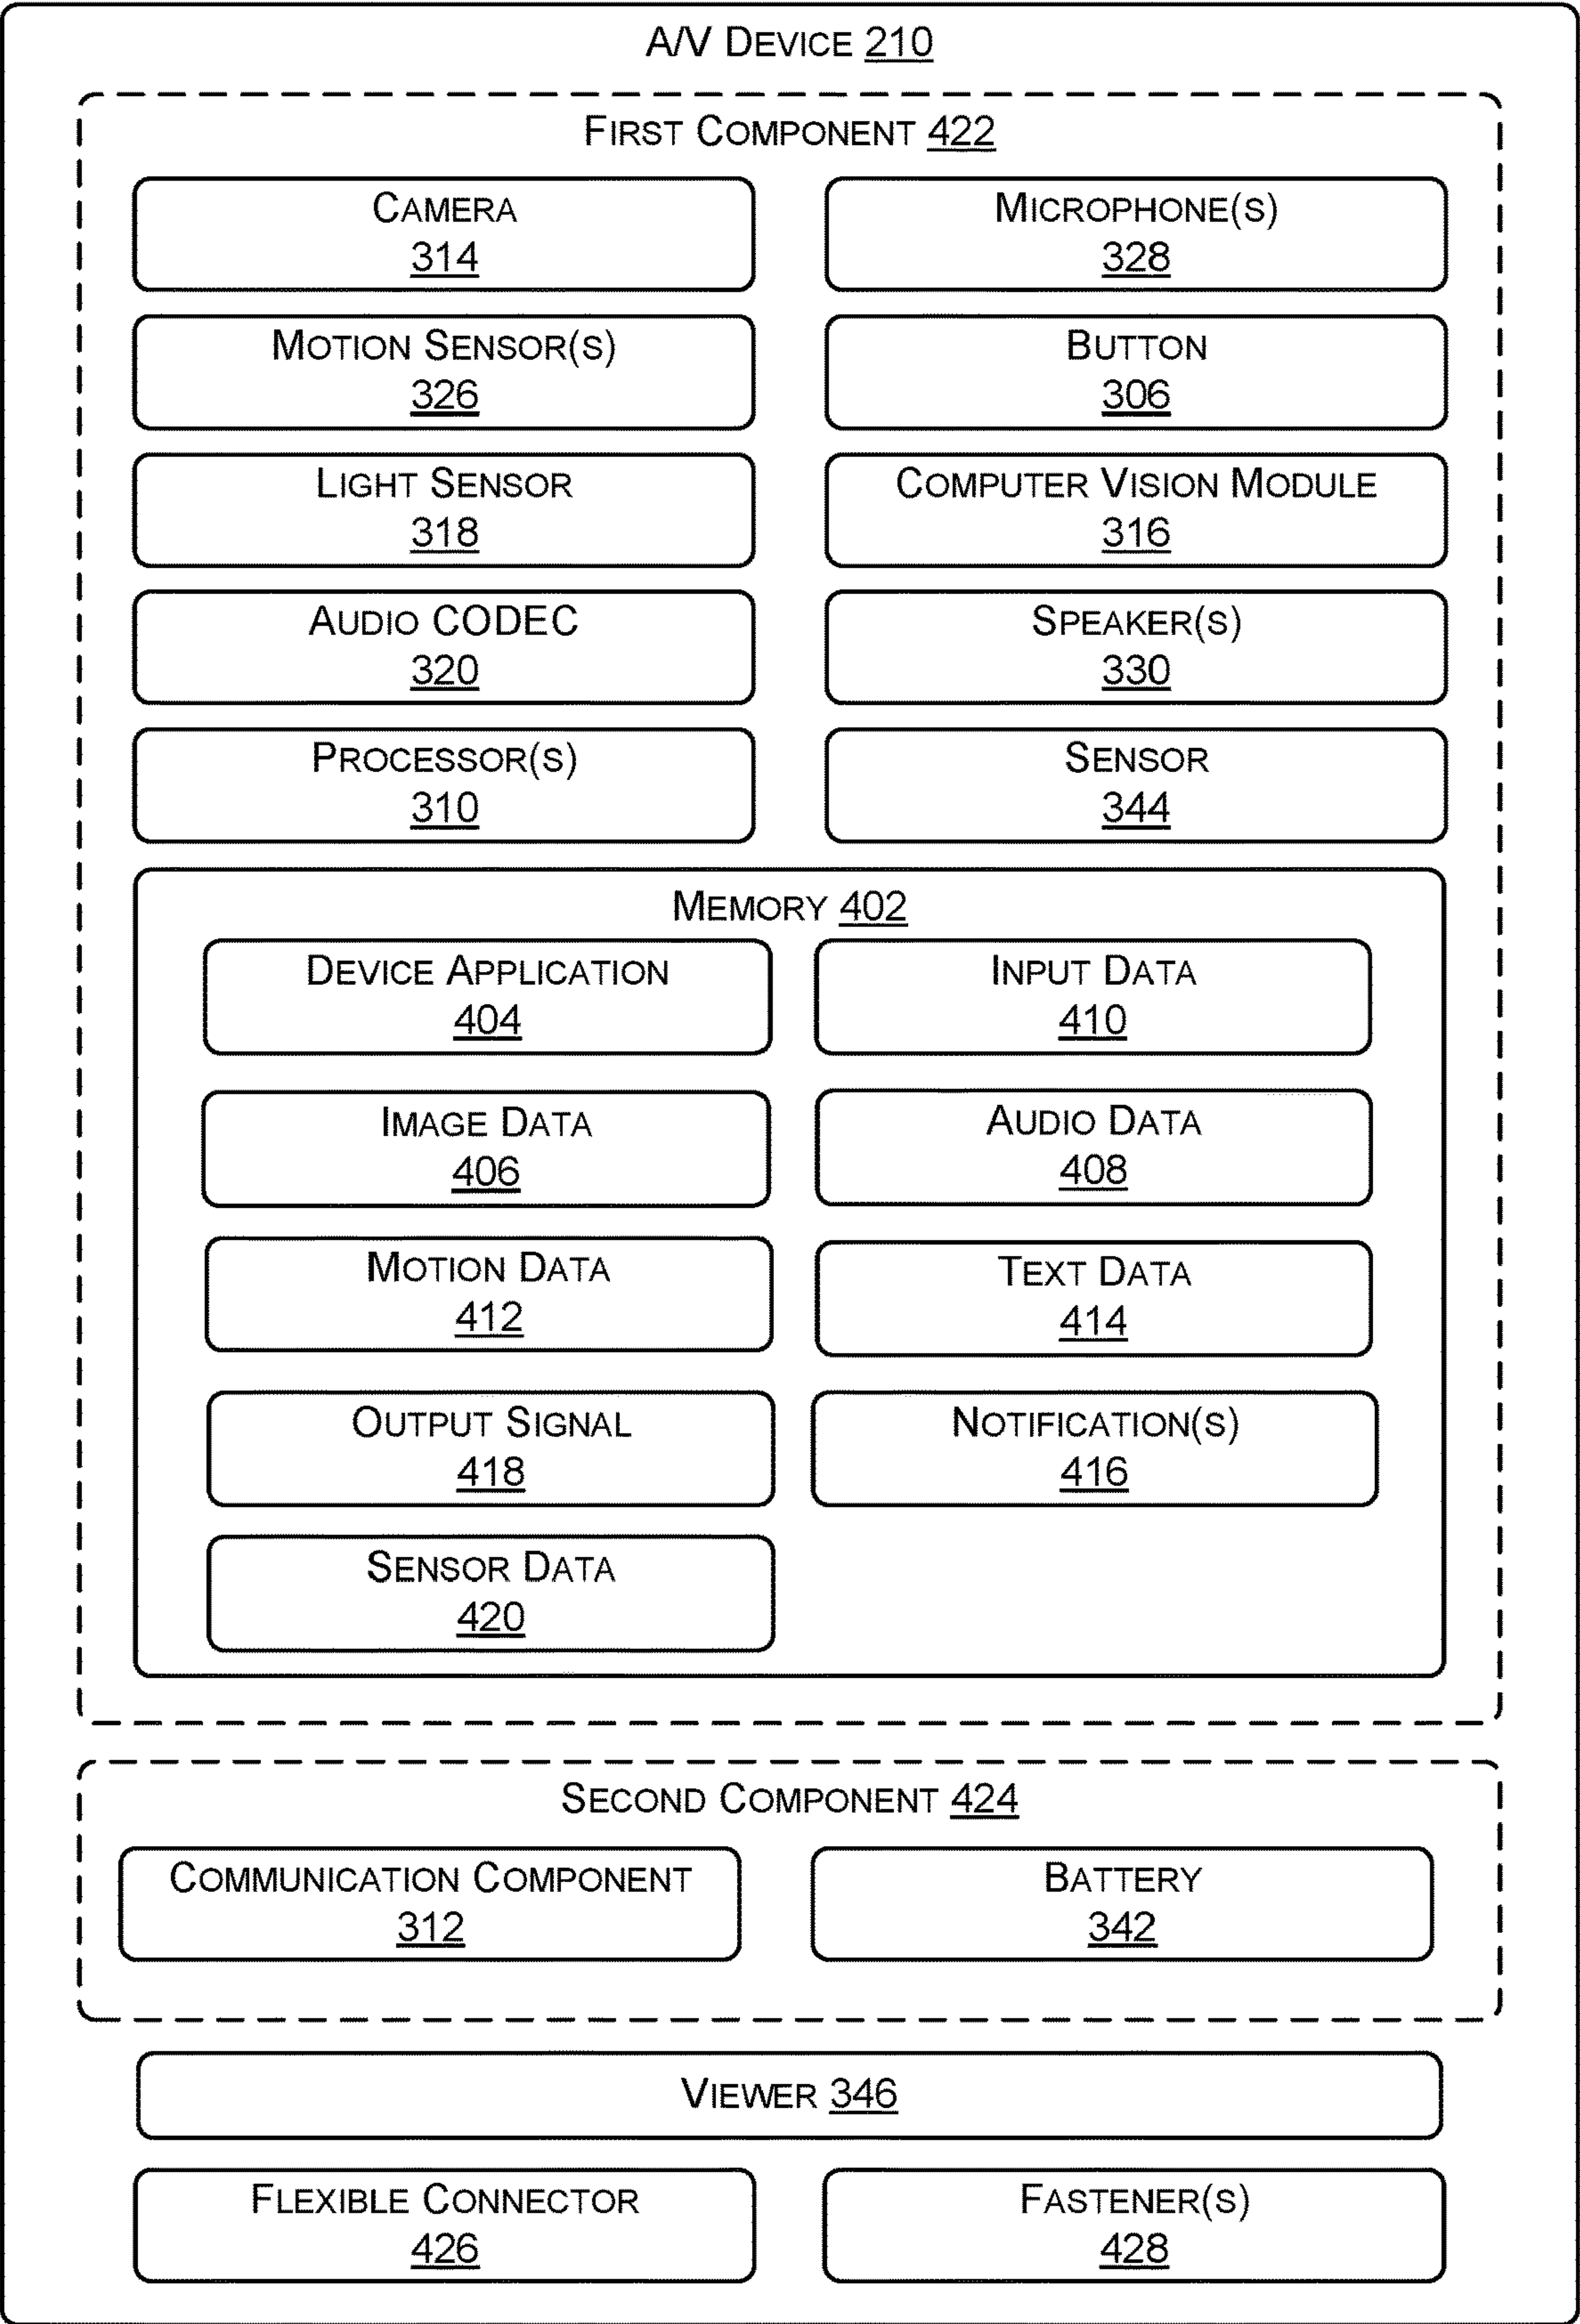 A/V DEVICE 210
FIRST COMPONENT 422
CAMERA
314
MICROPHONE(S)
328
MOTION SENSOR(S)
326
BUTTON
306
LIGHT SENSOR
318
COMPUTER VISION MODULE
316
AUDIO CODEC
320
SPEAKER(S)
330
PROCESSOR(S)
310
SENSOR
344
MEMORY 402
DEVICE APPLICATION
404
INPUT DATA
410
IMAGE DATA
406
AUDIO DATA
408
MOTION DATA
412
TEXT DATA
414
OUTPUT SIGNAL
418
NOTIFICATION(S)
416
SENSOR DATA
420
SECOND COMPONENT 424
COMMUNICATION COMPONENT
312
BATTERY
342
VIEWER 346
FLEXIBLE CONNECTOR
426
FASTENER(S)
428